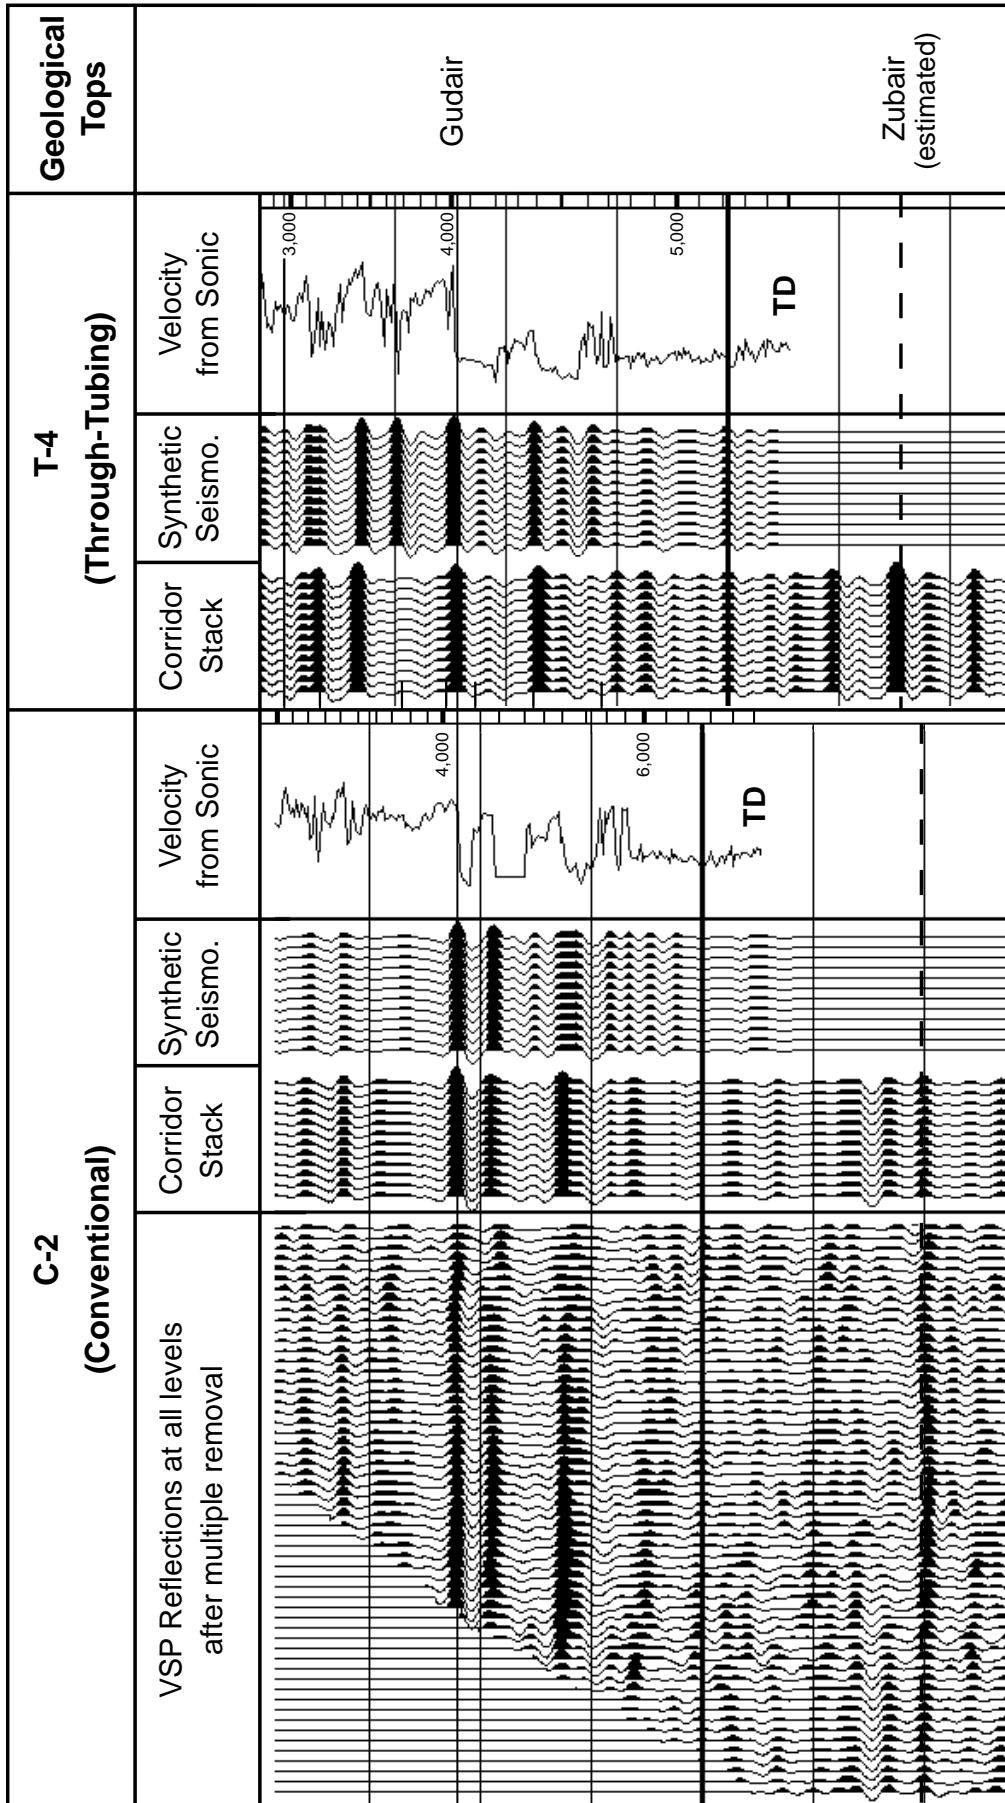 C-2
(Conventional)
T-4
(Through-Tubing)
Geological
Tops
VSP Reflections at all levels
after multiple removal
Corridor
Stack
Synthetic
Seismo.
Velocity
from Sonic
Corridor
Stack
Synthetic
Seismo.
Velocity
from Sonic
3,000
4,000
4,000
Gudair
5,000
6,000
TD
TD
Zubair
(estimated)